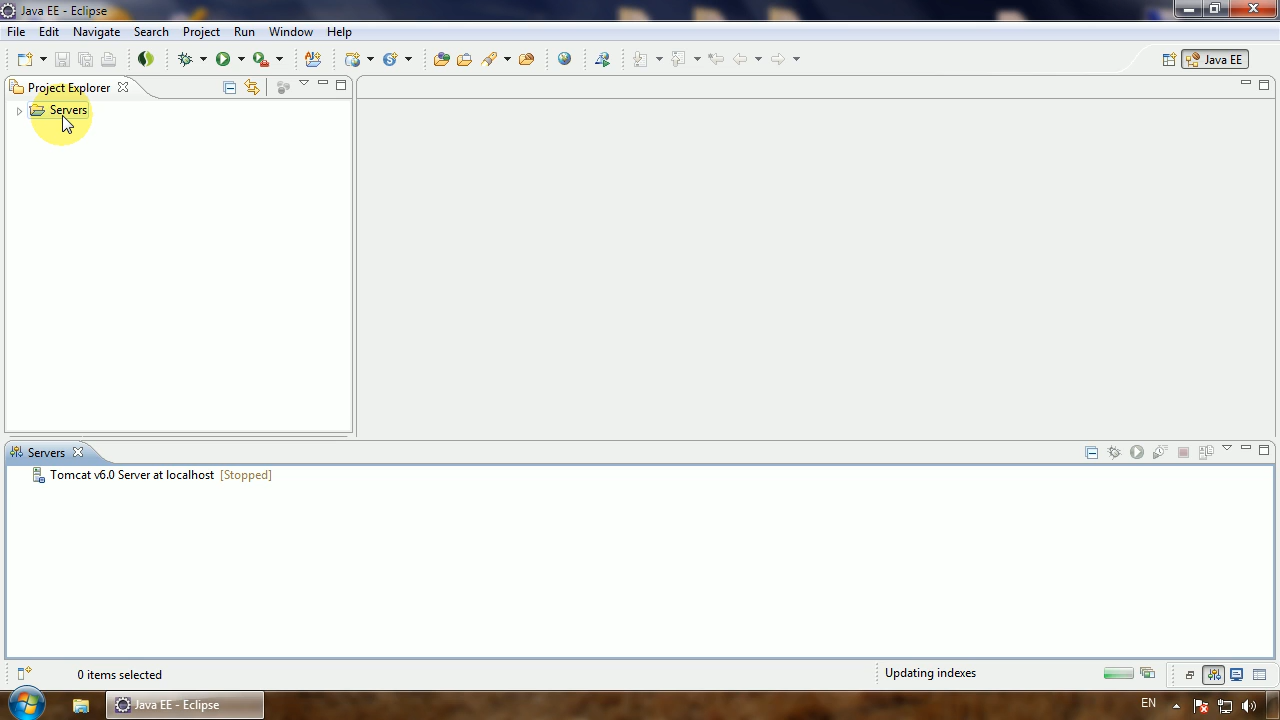 Java EE - Eclipse
File Edit Navigate Search Project Run Window Help
Java EE
Project Explorer
Servers
Servers
Tomcat v6.0 Server at localhost [Stopped]
0 items selected
Updating indexes
Java EE - Eclipse
EN